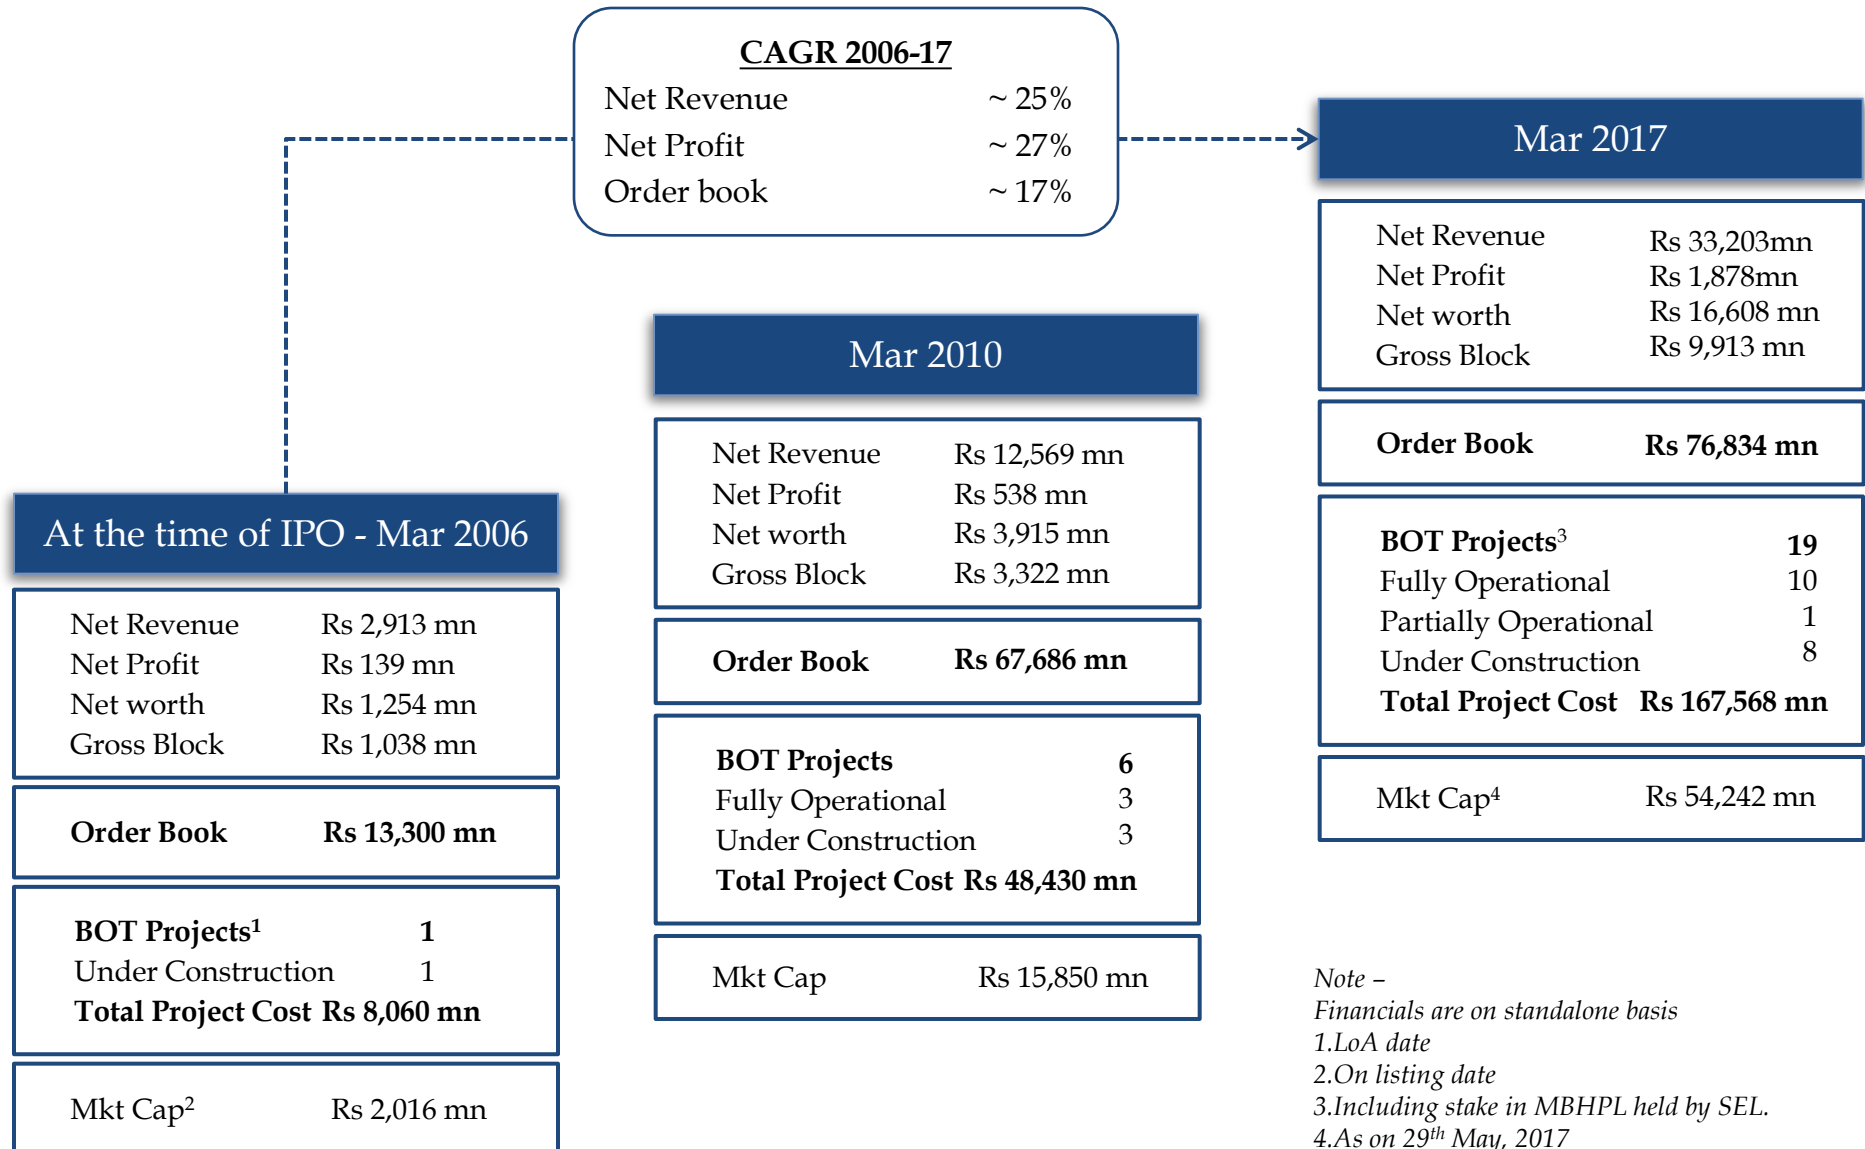 CAGR 2006-17
Net Revenue ~ 25%
Net Profit ~ 27%
Order book ~ 17%
At the time of IPO - Mar 2006
Net Revenue Rs 2,913 mn
Net Profit Rs 139 mn
Net worth Rs 1,254 mn
Gross Block Rs 1,038 mn
Order Book Rs 13,300 mn
BOT Projects¹ 1
Under Construction 1
Total Project Cost Rs 8,060 mn
Mkt Cap² Rs 2,016 mn
Mar 2010
Net Revenue Rs 12,569 mn
Net Profit Rs 538 mn
Net worth Rs 3,915 mn
Gross Block Rs 3,322 mn
Order Book Rs 67,686 mn
BOT Projects 6
Fully Operational 3
Under Construction 3
Total Project Cost Rs 48,430 mn
Mkt Cap Rs 15,850 mn
Mar 2017
Net Revenue Rs 33,203mn
Net Profit Rs 1,878mn
Net worth Rs 16,608 mn
Gross Block Rs 9,913 mn
Order Book Rs 76,834 mn
BOT Projects³ 19
Fully Operational 10
Partially Operational 1
Under Construction 8
Total Project Cost Rs 167,568 mn
Mkt Cap⁴ Rs 54,242 mn
Note –
Financials are on standalone basis
1.LoA date
2.On listing date
3.Including stake in MBHPL held by SEL.
4.As on 29th May, 2017